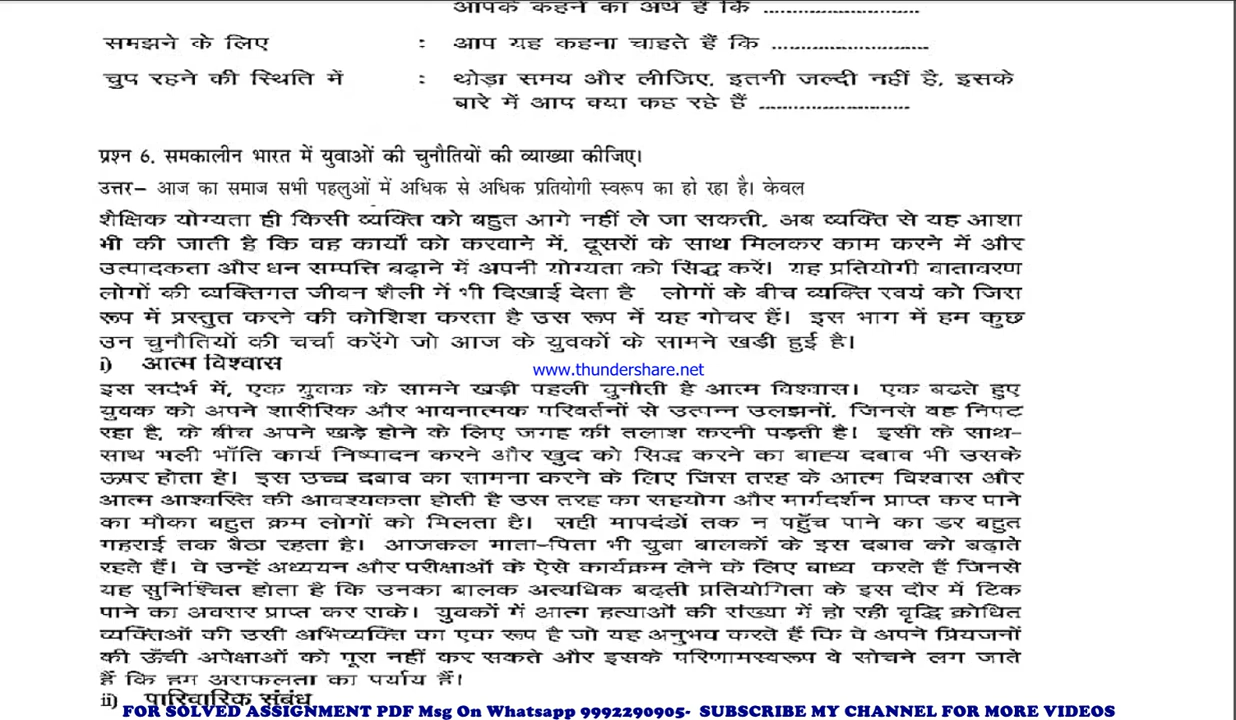 आपके कहने का अर्थ है कि ..............................
समझने के लिए : आप यह कहना चाहते हैं कि ..............................
चुप रहने की स्थिति में : थोड़ा समय और लीजिए, इतनी जल्दी नहीं है, इसके
बारे में आप क्या कह रहे हैं ..............................
प्रश्न 6. समकालीन भारत में युवाओं की चुनौतियों की व्याख्या कीजिए।
उत्तर– आज का समाज सभी पहलुओं में अधिक से अधिक प्रतियोगी स्वरूप का हो रहा है। केवल
शैक्षिक योग्यता ही किसी व्यक्ति को बहुत आगे नहीं ले जा सकती, अब व्यक्ति से यह आशा
भी की जाती है कि वह कार्यों को करवाने में, दूसरों के साथ मिलकर काम करने में और
उत्पादकता और धन सम्पत्ति बढ़ाने में अपनी योग्यता को सिद्ध करें। यह प्रतियोगी वातावरण
लोगों की व्यक्तिगत जीवन शैली में भी दिखाई देता है लोगों के बीच व्यक्ति स्वयं को जिस
रूप में प्रस्तुत करने की कोशिश करता है उस रूप में यह गोचर हैं। इस भाग में हम कुछ
उन चुनौतियों की चर्चा करेंगे जो आज के युवकों के सामने खड़ी हुई है।
i) आत्म विश्वास
www.thundershare.net
इस सदंर्भ में, एक युवक के सामने खड़ी पहली चुनौती है आत्म विश्वास। एक बढते हुए
युवक को अपने शारीरिक और भावनात्मक परिवर्तनों से उत्पन्न उलझनों, जिनसे वह निपट
रहा है, के बीच अपने खड़े होने के लिए जगह की तलाश करनी पड़ती है। इसी के साथ–
साथ भली भाँति कार्य निष्पादन करने और खुद को सिद्ध करने का बाह्य दबाव भी उसके
ऊपर होता है। इस उच्च दबाव का सामना करने के लिए जिस तरह के आत्म विश्वास और
आत्म आश्वस्ति की आवश्यकता होती है उस तरह का सहयोग और मार्गदर्शन प्राप्त कर पाने
का मौका बहुत कम लोगों को मिलता है। सही मापदंडों तक न पहुँच पाने का डर बहुत
गहराई तक बैठा रहता है। आजकल माता–पिता भी युवा बालकों के इस दबाव को बढ़ाते
रहते हैं। वे उन्हें अध्ययन और परीक्षाओं के ऐसे कार्यक्रम लेने के लिए बाध्य करते हैं जिनसे
यह सुनिश्चित होता है कि उनका बालक अत्यधिक बढ़ती प्रतियोगिता के इस दौर में टिक
पाने का अवसर प्राप्त कर सके। युवकों में आत्म हत्याओं की संख्या में हो रही वृद्धि क्रोधित
व्यक्तिओं की उसी अभिव्यक्ति का एक रूप है जो यह अनुभव करते हैं कि वे अपने प्रियजनों
की ऊँची अपेक्षाओं को पूरा नहीं कर सकते और इसके परिणामस्वरूप वे सोचने लग जाते
हैं कि हम असफलता का पर्याय हैं।
ii) पारिवारिक संबंध
FOR SOLVED ASSIGNMENT PDF Msg On Whatsapp 9992290905- SUBSCRIBE MY CHANNEL FOR MORE VIDEOS